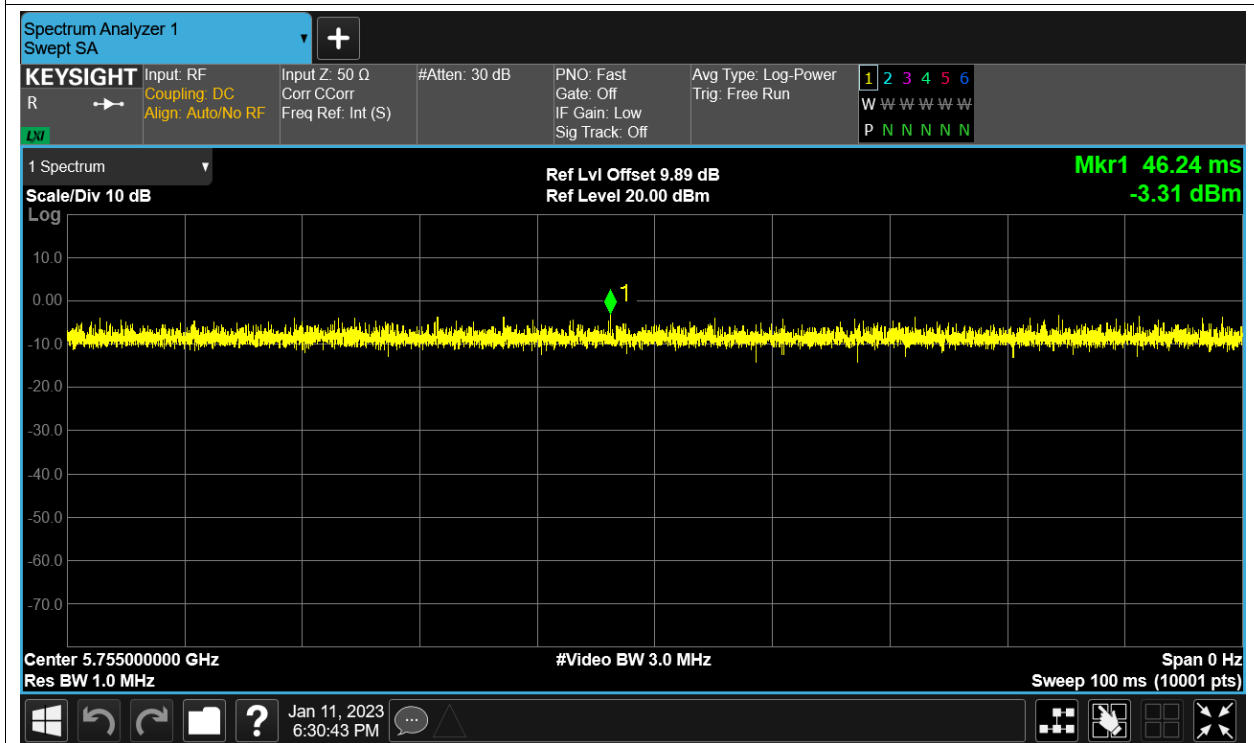 Spectrum Analyzer 1
Swept SA
KEYSIGHT
R
LXI
Input: RF
Coupling: DC
Align: Auto/No RF
Input Z: 50 Ω
Corr CCorr
Freq Ref: Int (S)
#Atten: 30 dB
PNO: Fast
Gate: Off
IF Gain: Low
Sig Track: Off
Avg Type: Log-Power
Trig: Free Run
1 2 3 4 5 6
W W W W W W
P N N N N N
1 Spectrum
Scale/Div 10 dB
Ref Lvl Offset 9.89 dB
Ref Level 20.00 dBm
Mkr1 46.24 ms
-3.31 dBm
Log
10.0
0.00
1
-10.0
-20.0
-30.0
-40.0
-50.0
-60.0
-70.0
Center 5.755000000 GHz
#Video BW 3.0 MHz
Span 0 Hz
Res BW 1.0 MHz
Sweep 100 ms (10001 pts)
?
Jan 11, 2023
6:30:43 PM